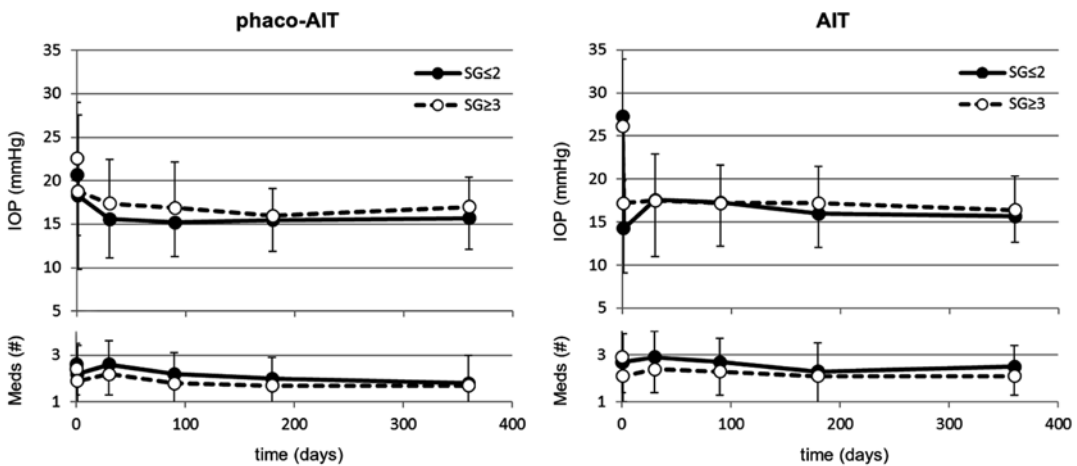 phaco-AIT
35
30
25
20
15
10
5
IOP (mmHg)
SG≤2
SG≥3
3
1
Meds (#)
0
100
200
300
400
time (days)
AIT
35
30
25
20
15
10
5
IOP (mmHg)
SG≤2
SG≥3
3
1
Meds (#)
0
100
200
300
400
time (days)